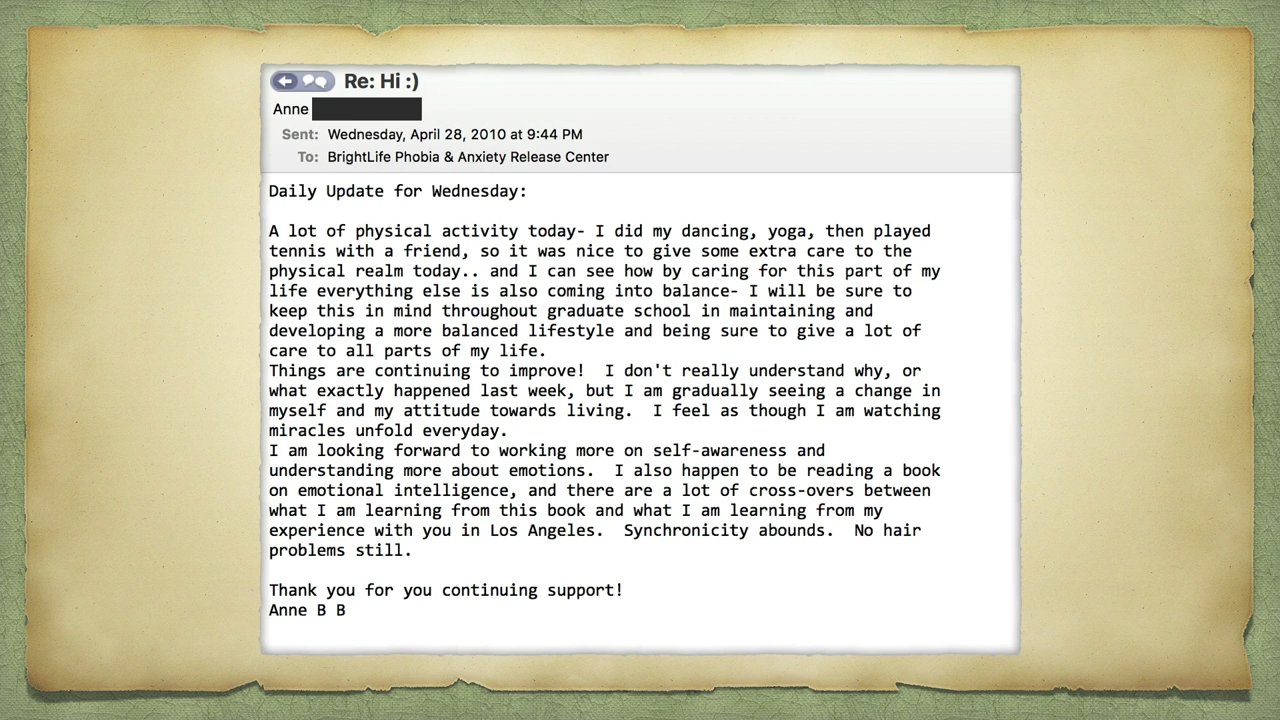 Re: Hi :)
Anne
Sent: Wednesday, April 28, 2010 at 9:44 PM
To: BrightLife Phobia & Anxiety Release Center
Daily Update for Wednesday:
A lot of physical activity today- I did my dancing, yoga, then played
tennis with a friend, so it was nice to give some extra care to the
physical realm today.. and I can see how by caring for this part of my
life everything else is also coming into balance- I will be sure to
keep this in mind throughout graduate school in maintaining and
developing a more balanced lifestyle and being sure to give a lot of
care to all parts of my life.
Things are continuing to improve!  I don't really understand why, or
what exactly happened last week, but I am gradually seeing a change in
myself and my attitude towards living.  I feel as though I am watching
miracles unfold everyday.
I am looking forward to working more on self-awareness and
understanding more about emotions.  I also happen to be reading a book
on emotional intelligence, and there are a lot of cross-overs between
what I am learning from this book and what I am learning from my
experience with you in Los Angeles.  Synchronicity abounds.  No hair
problems still.
Thank you for you continuing support!
Anne B B